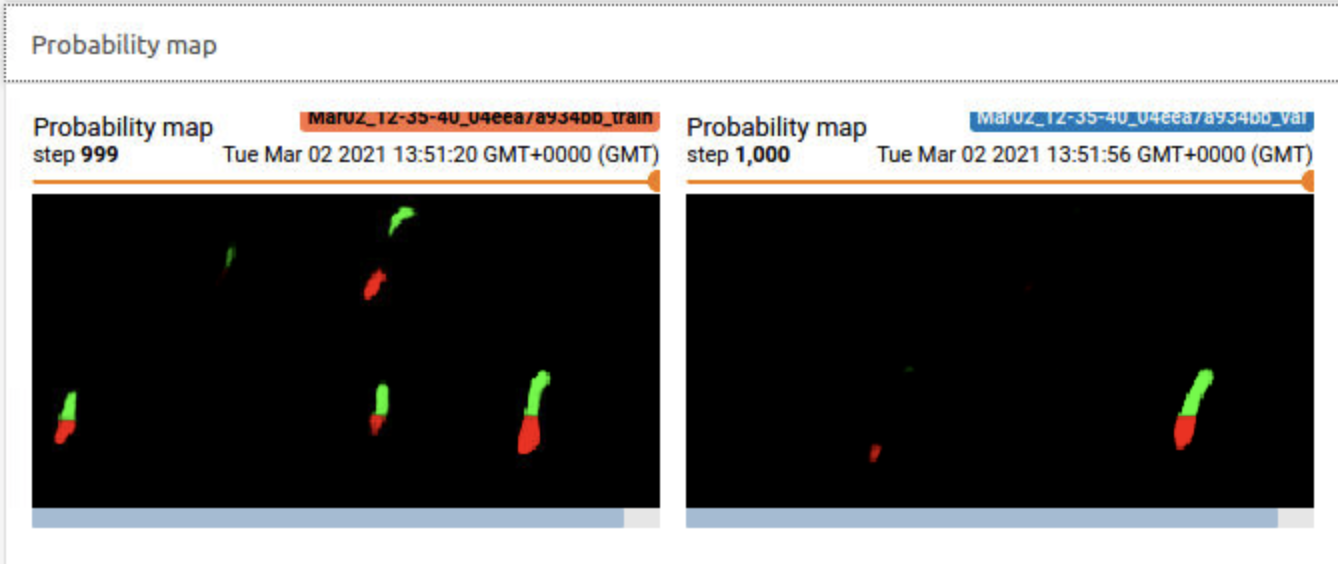 Probability map
Probability map
Mar02_12-35-40_04eea7a934bb_train
step 999
Tue Mar 02 2021 13:51:20 GMT+0000 (GMT)
Probability map
Mar02_12-35-40_04eea7a934bb_val
step 1,000
Tue Mar 02 2021 13:51:56 GMT+0000 (GMT)